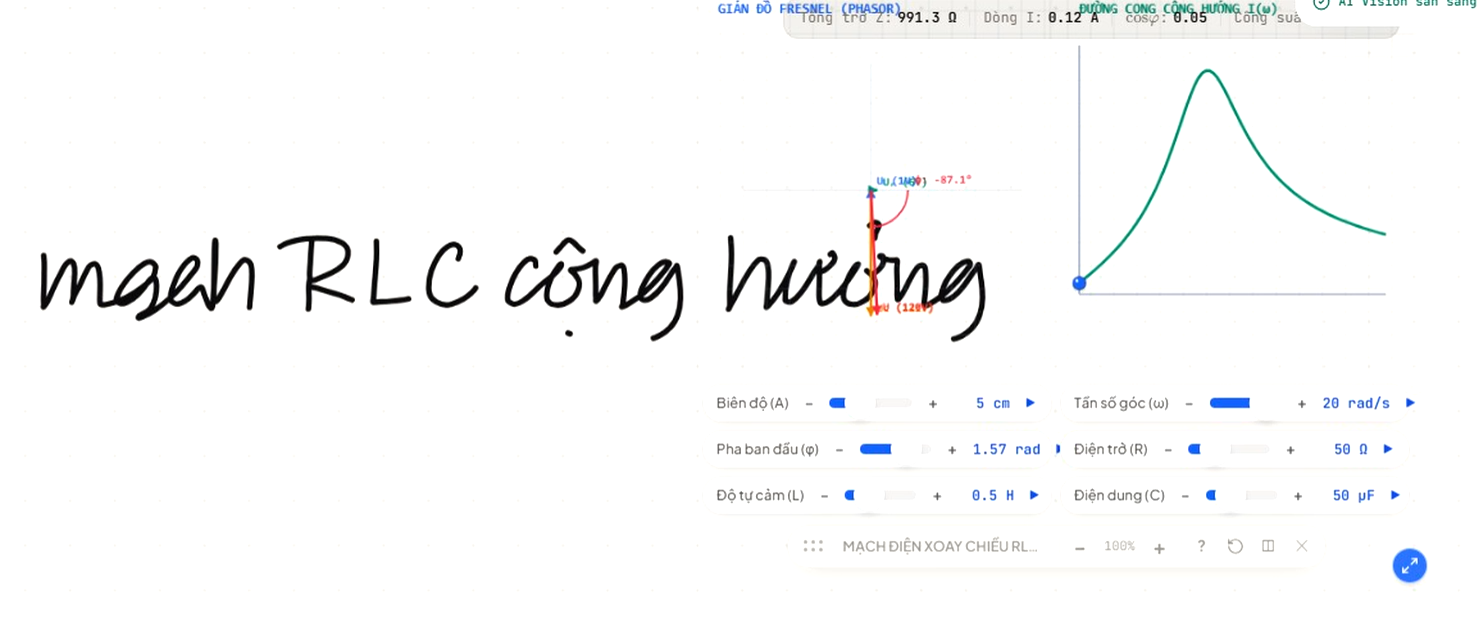 GIẢN ĐỒ FRESNEL (PHASOR)
ĐƯỜNG CONG CỘNG HƯỞNG I(ω)
AI Vision sẵn sàng
Tổng trở Z: 991.3 Ω Dòng I: 0.12 A cosφ: 0.05 Công suấ
-87.1°
mạch RLC cộng hưởng
U (120V)
Biên độ (A) − + 5 cm
Tần số góc (ω) − + 20 rad/s
Pha ban đầu (φ) − + 1.57 rad
Điện trở (R) − + 50 Ω
Độ tự cảm (L) − + 0.5 H
Điện dung (C) − + 50 µF
MẠCH ĐIỆN XOAY CHIỀU RL... − 100% + ?